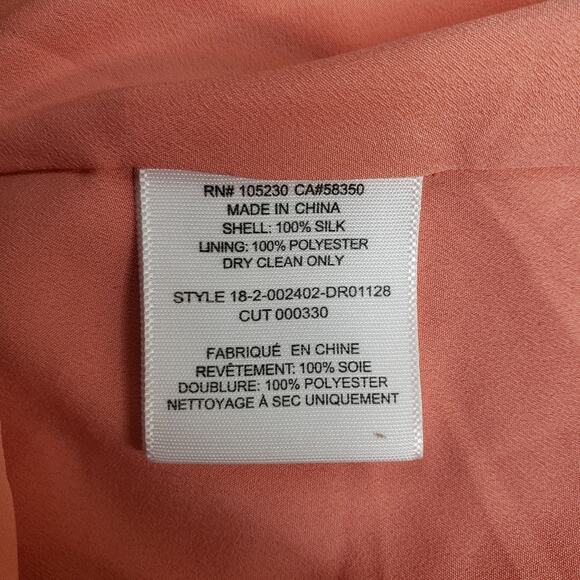 RN# 105230 CA#58350
MADE IN CHINA
SHELL: 100% SILK
LINING: 100% POLYESTER
DRY CLEAN ONLY
STYLE 18-2-002402-DR01128
CUT 000330
FABRIQUÉ EN CHINE
REVÊTEMENT: 100% SOIE
DOUBLURE: 100% POLYESTER
NETTOYAGE À SEC UNIQUEMENT